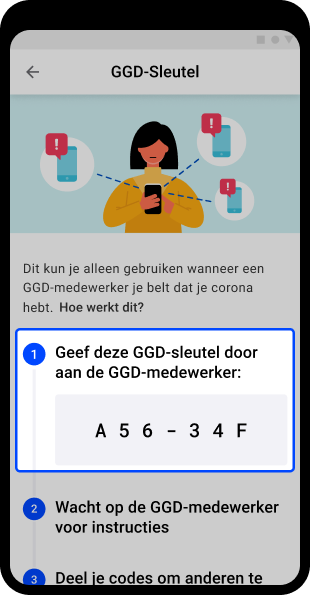 GGD-Sleutel
!
!
!
Dit kun je alleen gebruiken wanneer een
GGD-medewerker je belt dat je corona
hebt. Hoe werkt dit?
1 Geef deze GGD-sleutel door
aan de GGD-medewerker:
A 5 6 - 3 4 F
2 Wacht op de GGD-medewerker
voor instructies
3 Deel je codes om anderen te